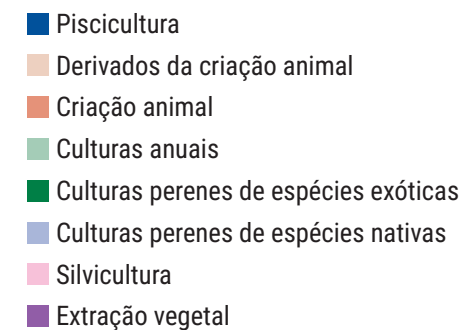 Piscicultura
Derivados da criação animal
Criação animal
Culturas anuais
Culturas perenes de espécies exóticas
Culturas perenes de espécies nativas
Silvicultura
Extração vegetal